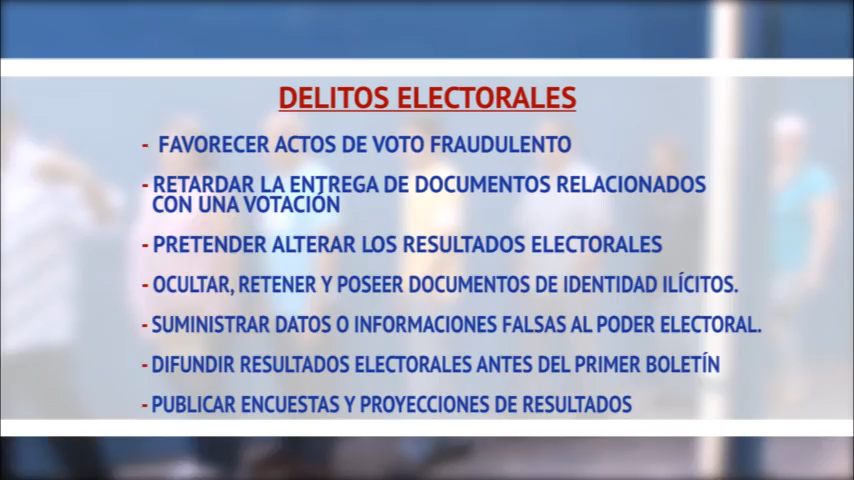 DELITOS ELECTORALES
- FAVORECER ACTOS DE VOTO FRAUDULENTO
- RETARDAR LA ENTREGA DE DOCUMENTOS RELACIONADOS
CON UNA VOTACIÓN
- PRETENDER ALTERAR LOS RESULTADOS ELECTORALES
- OCULTAR, RETENER Y POSEER DOCUMENTOS DE IDENTIDAD ILÍCITOS.
- SUMINISTRAR DATOS O INFORMACIONES FALSAS AL PODER ELECTORAL.
- DIFUNDIR RESULTADOS ELECTORALES ANTES DEL PRIMER BOLETÍN
- PUBLICAR ENCUESTAS Y PROYECCIONES DE RESULTADOS